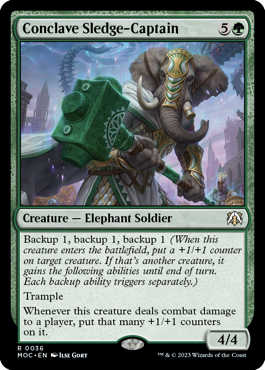 Conclave Sledge-Captain 5
Creature — Elephant Soldier
Backup 1, backup 1, backup 1 (When this
creature enters the battlefield, put a +1/+1 counter
on target creature. If that's another creature, it
gains the following abilities until end of turn.
Each backup ability triggers separately.)
Trample
Whenever this creature deals combat damage
to a player, put that many +1/+1 counters
on it.
4/4
R 0036
MOC • EN Ilse Gort
™ & © 2023 Wizards of the Coast